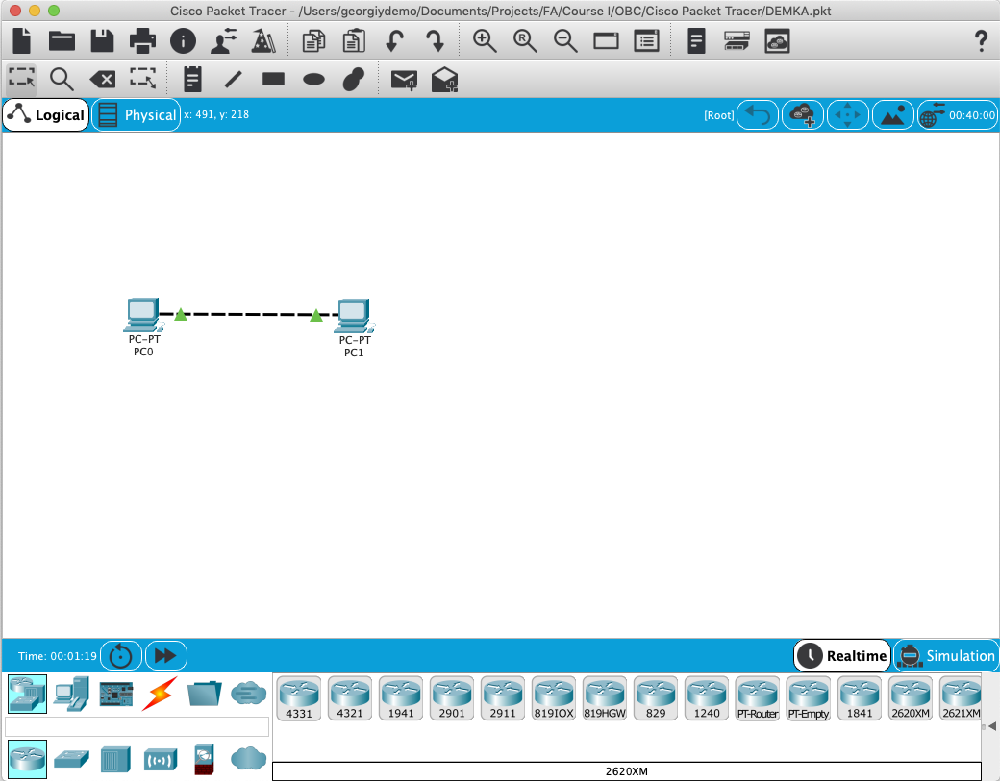 Cisco Packet Tracer - /Users/georgiydemo/Documents/Projects/FA/Course I/OBC/Cisco Packet Tracer/DEMKA.pkt
R
?
Logical Physical x: 491, y: 218 [Root] 00:40:00
PC-PT
PC0
PC-PT
PC1
Time: 00:01:19 Realtime Simulation
4331 4321 1941 2901 2911 819IOX 819HGW 829 1240 PT-Router PT-Empty 1841 2620XM 2621XM
2620XM